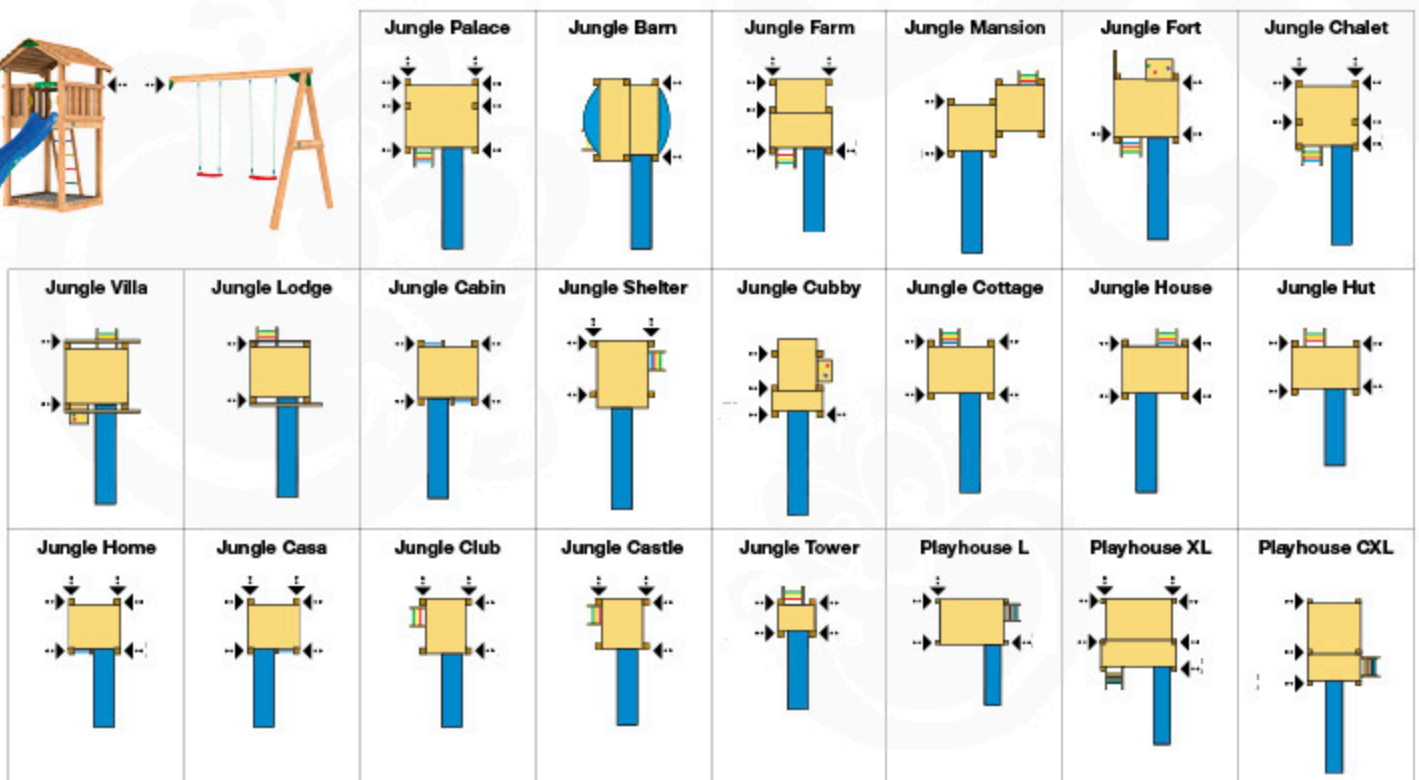 Jungle Palace
Jungle Barn
Jungle Farm
Jungle Mansion
Jungle Fort
Jungle Chalet
Jungle Villa
Jungle Lodge
Jungle Cabin
Jungle Shelter
Jungle Cubby
Jungle Cottage
Jungle House
Jungle Hut
Jungle Home
Jungle Casa
Jungle Club
Jungle Castle
Jungle Tower
Playhouse L
Playhouse XL
Playhouse CXL